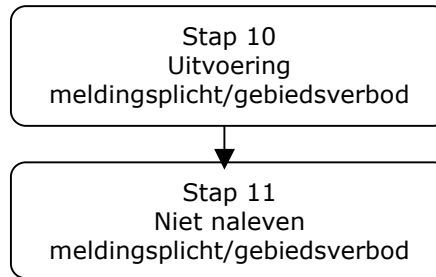 Stap 10
Uitvoering
meldingsplicht/gebiedsverbod
Stap 11
Niet naleven
meldingsplicht/gebiedsverbod